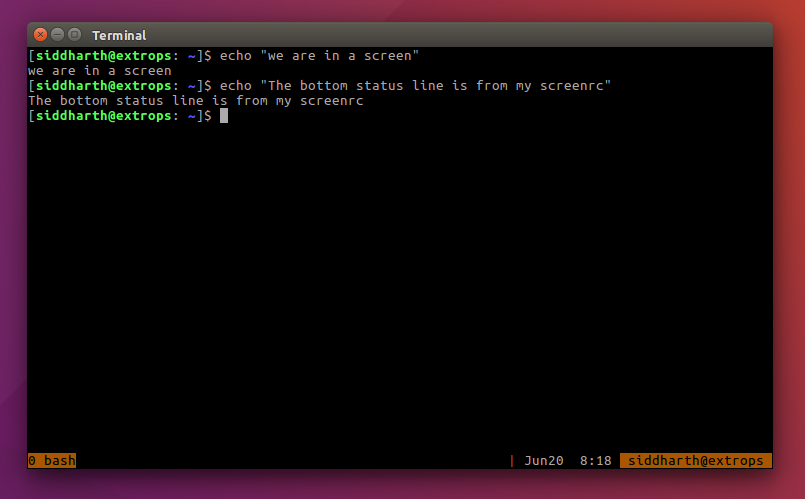 Terminal
[siddharth@extrops: ~]$ echo "we are in a screen"
we are in a screen
[siddharth@extrops: ~]$ echo "The bottom status line is from my screenrc"
The bottom status line is from my screenrc
[siddharth@extrops: ~]$
0 bash | Jun20  8:18 siddharth@extrops